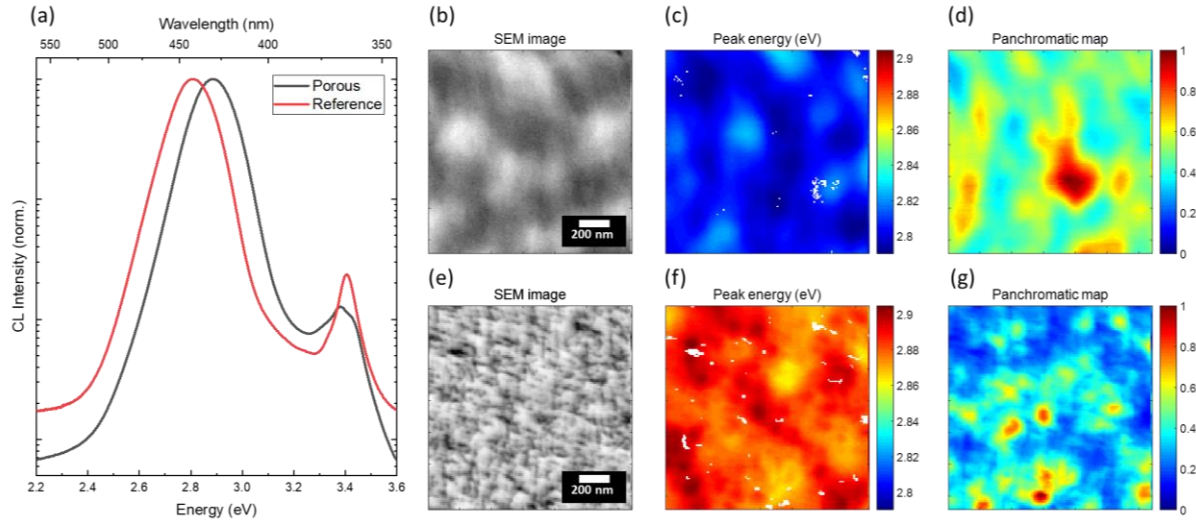 (a)
Wavelength (nm)
550 500 450 400 350
Porous
Reference
CL Intensity (norm.)
2.2 2.4 2.6 2.8 3.0 3.2 3.4 3.6
Energy (eV)
(b)
SEM image
200 nm
(c)
Peak energy (eV)
2.9
2.88
2.86
2.84
2.82
2.8
(d)
Panchromatic map
1
0.8
0.6
0.4
0.2
0
(e)
SEM image
200 nm
(f)
Peak energy (eV)
2.9
2.88
2.86
2.84
2.82
2.8
(g)
Panchromatic map
1
0.8
0.6
0.4
0.2
0